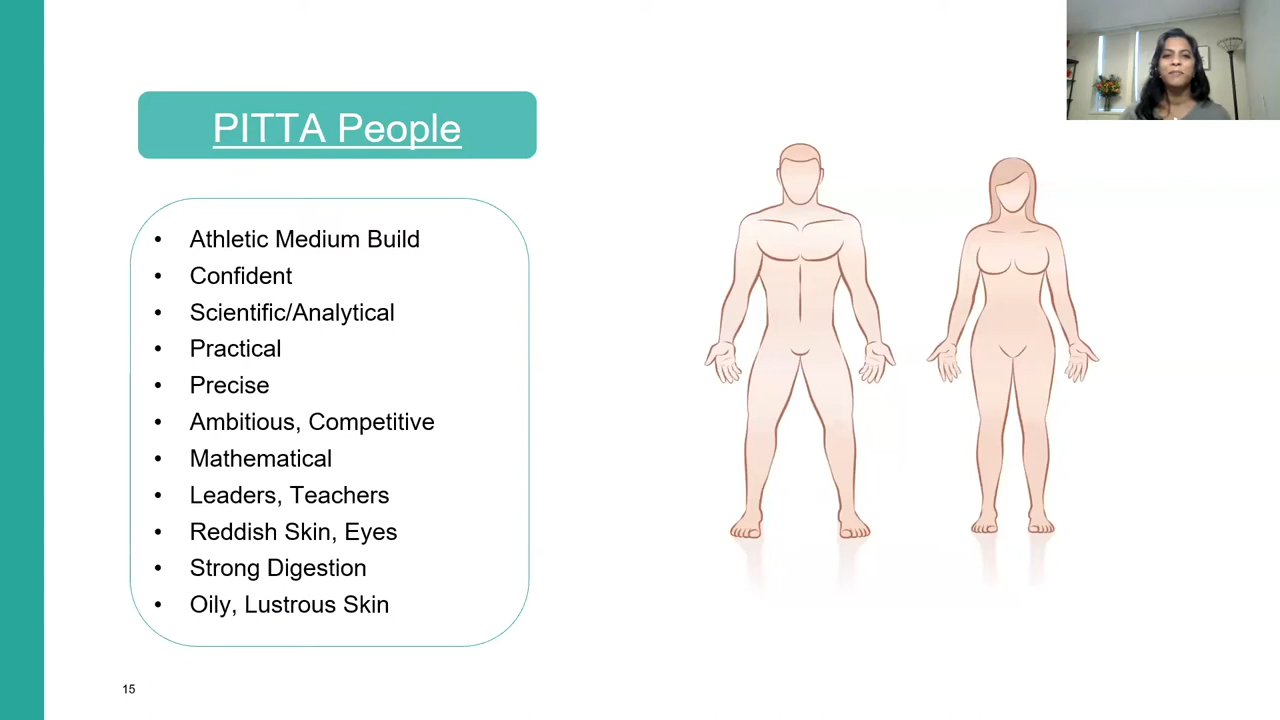 PITTA People
• Athletic Medium Build
• Confident
• Scientific/Analytical
• Practical
• Precise
• Ambitious, Competitive
• Mathematical
• Leaders, Teachers
• Reddish Skin, Eyes
• Strong Digestion
• Oily, Lustrous Skin
15